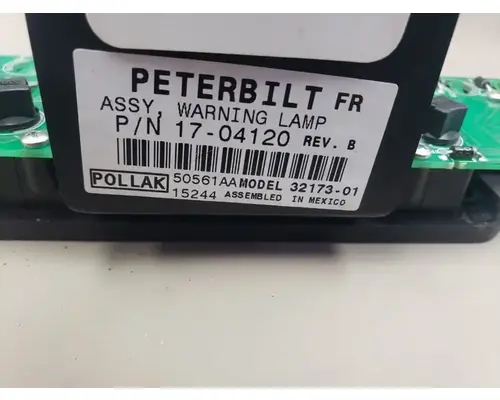 PETERBILT FR
ASSY, WARNING LAMP
P/N 17-04120 REV. B
POLLAK 50561AA MODEL 32173-01
15244 ASSEMBLED IN MEXICO